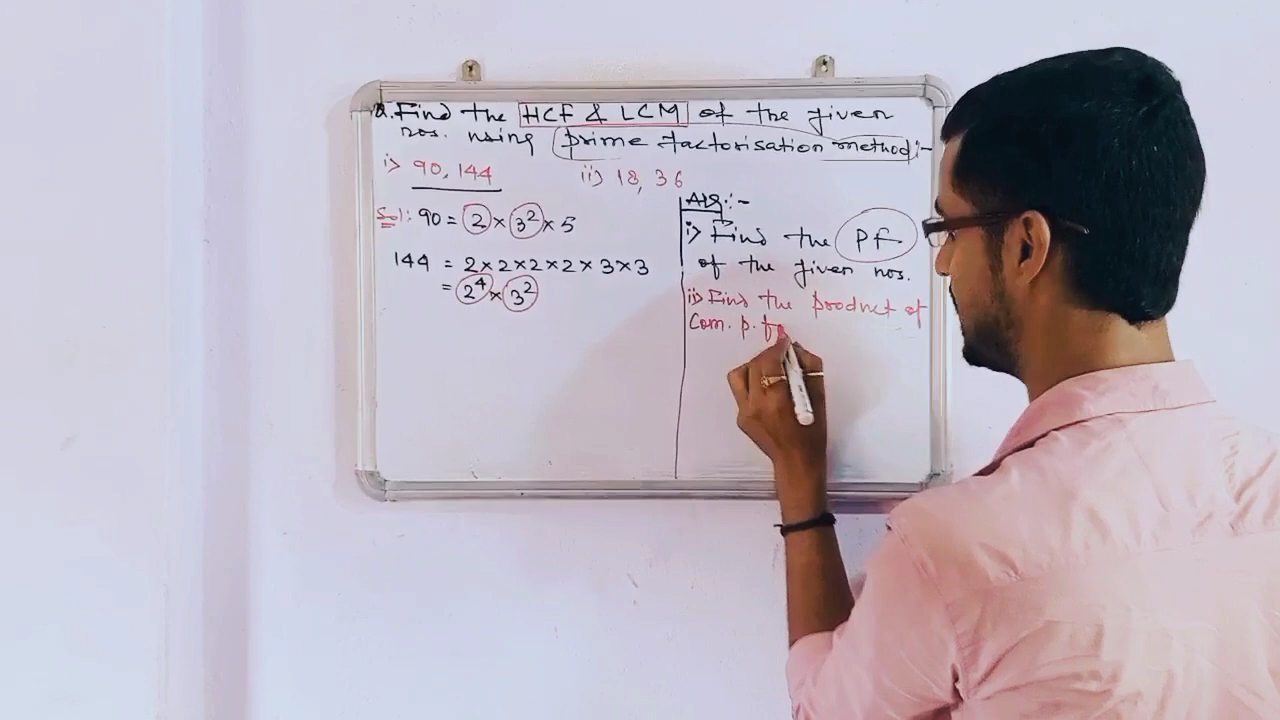 Q. Find the HCF & LCM of the given
nos. using prime factorisation method:-
i) 90, 144
ii) 18, 36
Sol: 90 = 2 × 3² × 5
144 = 2 × 2 × 2 × 2 × 3 × 3
= 2⁴ × 3²
i) Find the PF
of the given nos.
ii) Find the product of
Com. p. f